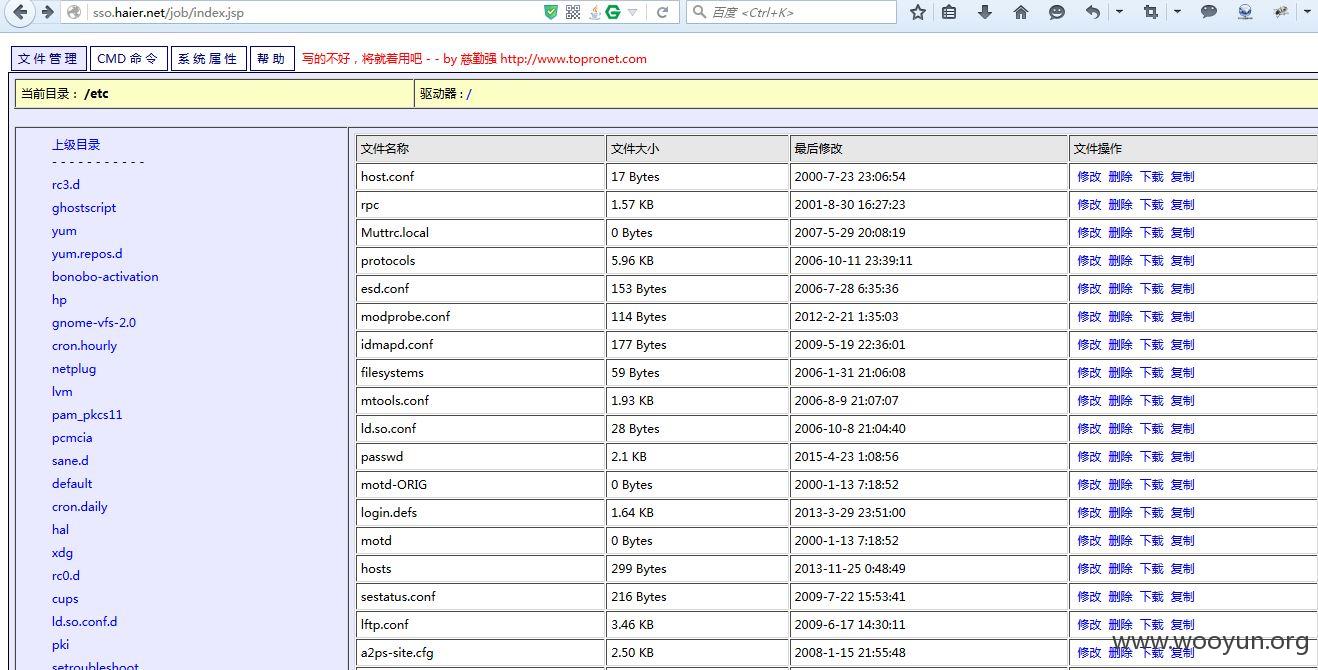 sso.haier.net/job/index.jsp
百度 <Ctrl+K>
文件管理 CMD 命令 系统属性 帮助 写的不好，将就着用吧 - - by 慈勤强 http://www.topronet.com
当前目录： /etc 驱动器 : /
上级目录
- - - - - - - - - - -
rc3.d
ghostscript
yum
yum.repos.d
bonobo-activation
hp
gnome-vfs-2.0
cron.hourly
netplug
lvm
pam_pkcs11
pcmcia
sane.d
default
cron.daily
hal
xdg
rc0.d
cups
ld.so.conf.d
pki
setroubleshoot
文件名称 文件大小 最后修改 文件操作
host.conf 17 Bytes 2000-7-23 23:06:54 修改 删除 下载 复制
rpc 1.57 KB 2001-8-30 16:27:23 修改 删除 下载 复制
Muttrc.local 0 Bytes 2007-5-29 20:08:19 修改 删除 下载 复制
protocols 5.96 KB 2006-10-11 23:39:11 修改 删除 下载 复制
esd.conf 153 Bytes 2006-7-28 6:35:36 修改 删除 下载 复制
modprobe.conf 114 Bytes 2012-2-21 1:35:03 修改 删除 下载 复制
idmapd.conf 177 Bytes 2009-5-19 22:36:01 修改 删除 下载 复制
filesystems 59 Bytes 2006-1-31 21:06:08 修改 删除 下载 复制
mtools.conf 1.93 KB 2006-8-9 21:07:07 修改 删除 下载 复制
ld.so.conf 28 Bytes 2006-10-8 21:04:40 修改 删除 下载 复制
passwd 2.1 KB 2015-4-23 1:08:56 修改 删除 下载 复制
motd-ORIG 0 Bytes 2000-1-13 7:18:52 修改 删除 下载 复制
login.defs 1.64 KB 2013-3-29 23:51:00 修改 删除 下载 复制
motd 0 Bytes 2000-1-13 7:18:52 修改 删除 下载 复制
hosts 299 Bytes 2013-11-25 0:48:49 修改 删除 下载 复制
sestatus.conf 216 Bytes 2009-7-22 15:53:41 修改 删除 下载 复制
lftp.conf 3.46 KB 2009-6-17 14:30:11 修改 删除 下载 复制
a2ps-site.cfg 2.50 KB 2008-1-15 21:55:48 修改 删除 下载 复制
www.wooyun.org